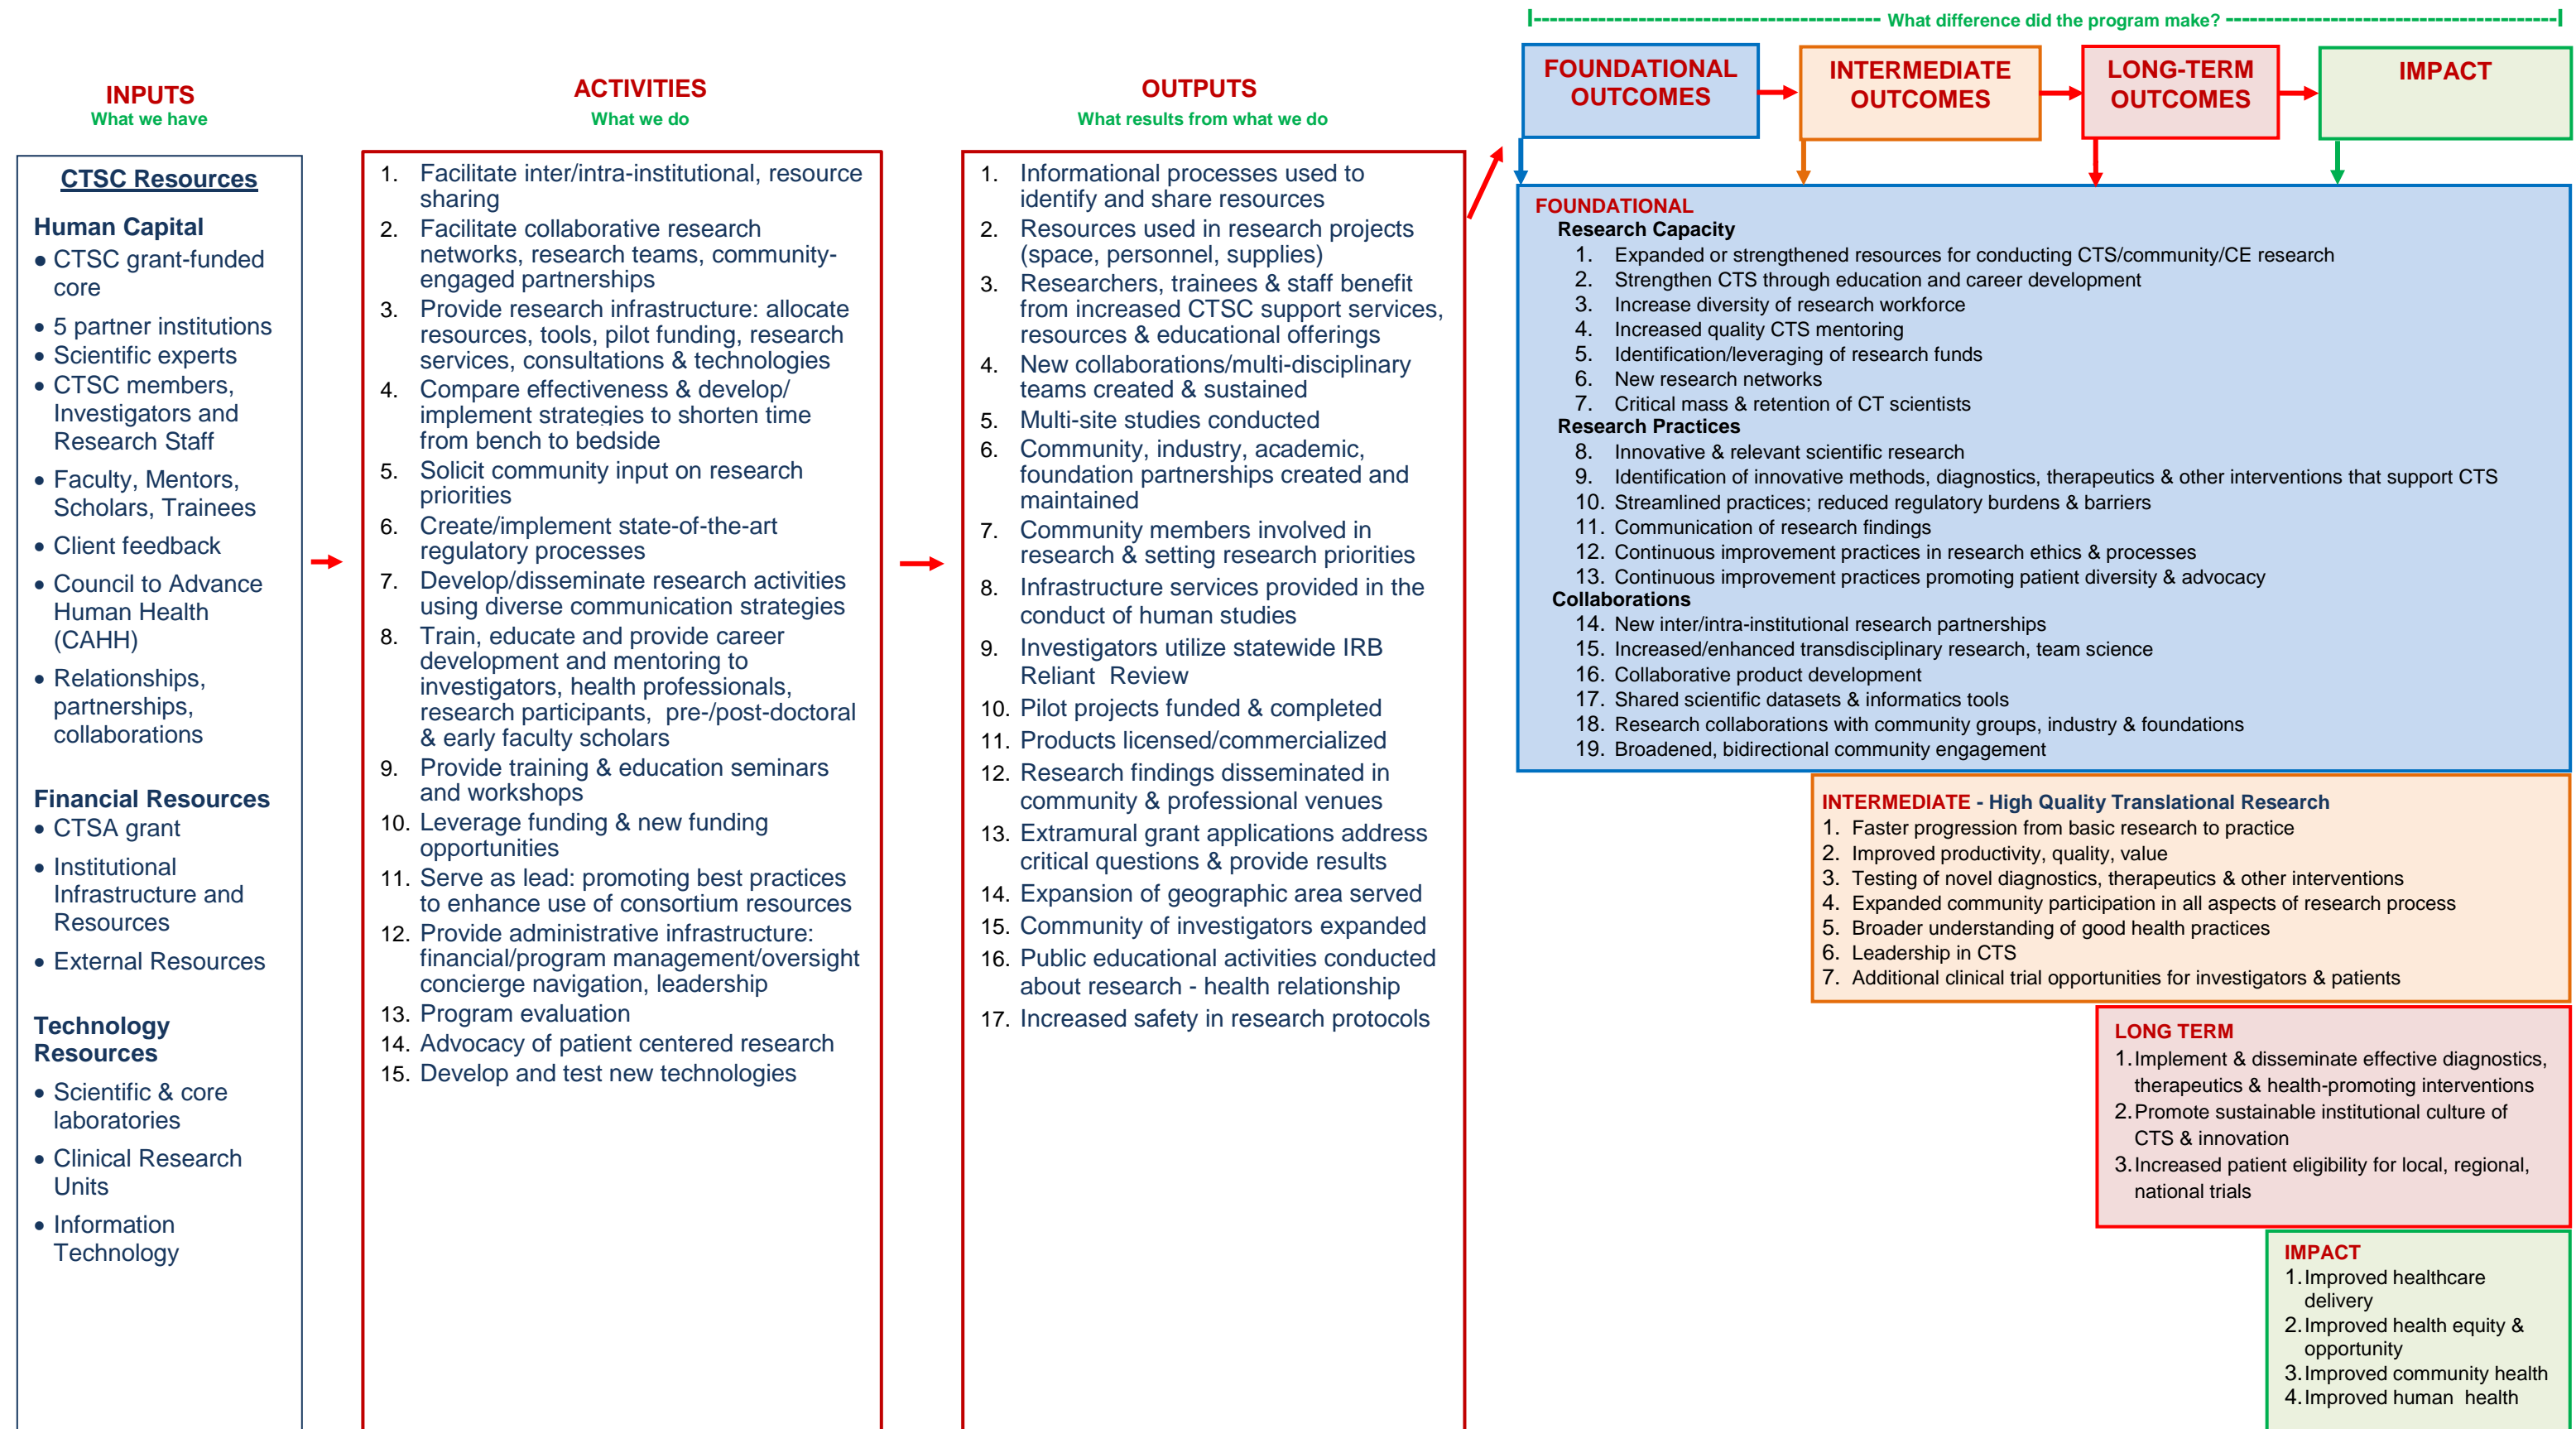 What difference did the program make?
INPUTS
What we have
ACTIVITIES
What we do
OUTPUTS
What results from what we do
FOUNDATIONAL
OUTCOMES
INTERMEDIATE
OUTCOMES
LONG-TERM
OUTCOMES
IMPACT
CTSC Resources
Human Capital
• CTSC grant-funded
core
• 5 partner institutions
• Scientific experts
• CTSC members,
Investigators and
Research Staff
• Faculty, Mentors,
Scholars, Trainees
• Client feedback
• Council to Advance
Human Health
(CAHH)
• Relationships,
partnerships,
collaborations
Financial Resources
• CTSA grant
• Institutional
Infrastructure and
Resources
• External Resources
Technology
Resources
• Scientific & core
laboratories
• Clinical Research
Units
• Information
Technology
1. Facilitate inter/intra-institutional, resource
sharing
2. Facilitate collaborative research
networks, research teams, community-
engaged partnerships
3. Provide research infrastructure: allocate
resources, tools, pilot funding, research
services, consultations & technologies
4. Compare effectiveness & develop/
implement strategies to shorten time
from bench to bedside
5. Solicit community input on research
priorities
6. Create/implement state-of-the-art
regulatory processes
7. Develop/disseminate research activities
using diverse communication strategies
8. Train, educate and provide career
development and mentoring to
investigators, health professionals,
research participants, pre-/post-doctoral
& early faculty scholars
9. Provide training & education seminars
and workshops
10. Leverage funding & new funding
opportunities
11. Serve as lead: promoting best practices
to enhance use of consortium resources
12. Provide administrative infrastructure:
financial/program management/oversight
concierge navigation, leadership
13. Program evaluation
14. Advocacy of patient centered research
15. Develop and test new technologies
1. Informational processes used to
identify and share resources
2. Resources used in research projects
(space, personnel, supplies)
3. Researchers, trainees & staff benefit
from increased CTSC support services,
resources & educational offerings
4. New collaborations/multi-disciplinary
teams created & sustained
5. Multi-site studies conducted
6. Community, industry, academic,
foundation partnerships created and
maintained
7. Community members involved in
research & setting research priorities
8. Infrastructure services provided in the
conduct of human studies
9. Investigators utilize statewide IRB
Reliant Review
10. Pilot projects funded & completed
11. Products licensed/commercialized
12. Research findings disseminated in
community & professional venues
13. Extramural grant applications address
critical questions & provide results
14. Expansion of geographic area served
15. Community of investigators expanded
16. Public educational activities conducted
about research - health relationship
17. Increased safety in research protocols
FOUNDATIONAL
Research Capacity
1. Expanded or strengthened resources for conducting CTS/community/CE research
2. Strengthen CTS through education and career development
3. Increase diversity of research workforce
4. Increased quality CTS mentoring
5. Identification/leveraging of research funds
6. New research networks
7. Critical mass & retention of CT scientists
Research Practices
8. Innovative & relevant scientific research
9. Identification of innovative methods, diagnostics, therapeutics & other interventions that support CTS
10. Streamlined practices; reduced regulatory burdens & barriers
11. Communication of research findings
12. Continuous improvement practices in research ethics & processes
13. Continuous improvement practices promoting patient diversity & advocacy
Collaborations
14. New inter/intra-institutional research partnerships
15. Increased/enhanced transdisciplinary research, team science
16. Collaborative product development
17. Shared scientific datasets & informatics tools
18. Research collaborations with community groups, industry & foundations
19. Broadened, bidirectional community engagement
INTERMEDIATE - High Quality Translational Research
1. Faster progression from basic research to practice
2. Improved productivity, quality, value
3. Testing of novel diagnostics, therapeutics & other interventions
4. Expanded community participation in all aspects of research process
5. Broader understanding of good health practices
6. Leadership in CTS
7. Additional clinical trial opportunities for investigators & patients
LONG TERM
1. Implement & disseminate effective diagnostics,
therapeutics & health-promoting interventions
2. Promote sustainable institutional culture of
CTS & innovation
3. Increased patient eligibility for local, regional,
national trials
IMPACT
1. Improved healthcare
delivery
2. Improved health equity &
opportunity
3. Improved community health
4. Improved human health